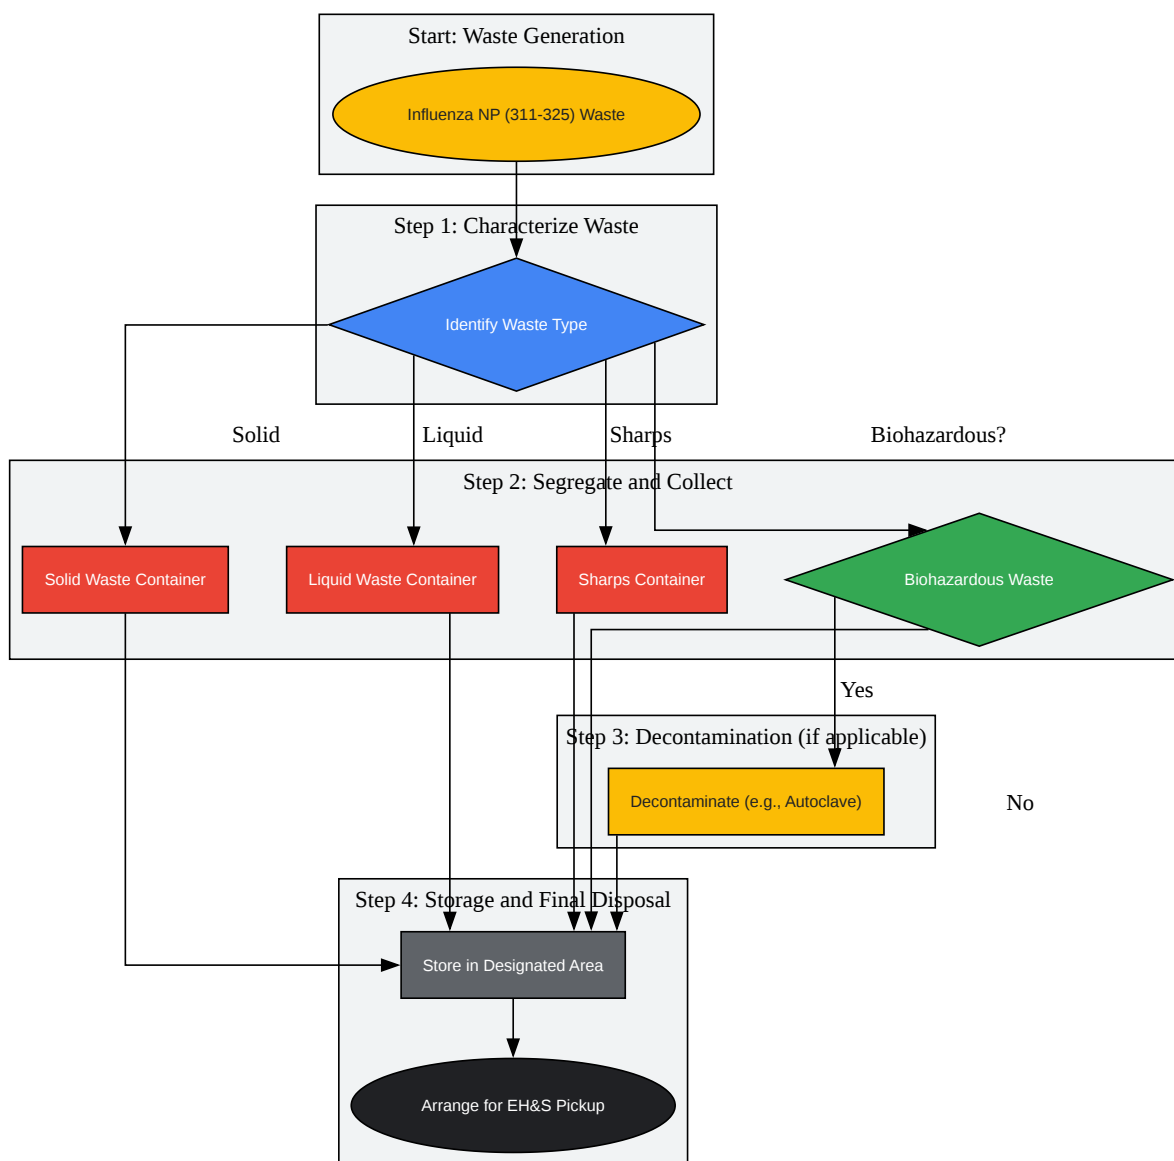 Start: Waste Generation
Influenza NP (311-325) Waste
Step 1: Characterize Waste
Identify Waste Type
Solid
Liquid
Sharps
Biohazardous?
Step 2: Segregate and Collect
Solid Waste Container
Liquid Waste Container
Sharps Container
Biohazardous Waste
Yes
Step 3: Decontamination (if applicable)
Decontaminate (e.g., Autoclave)
No
Step 4: Storage and Final Disposal
Store in Designated Area
Arrange for EH&S Pickup